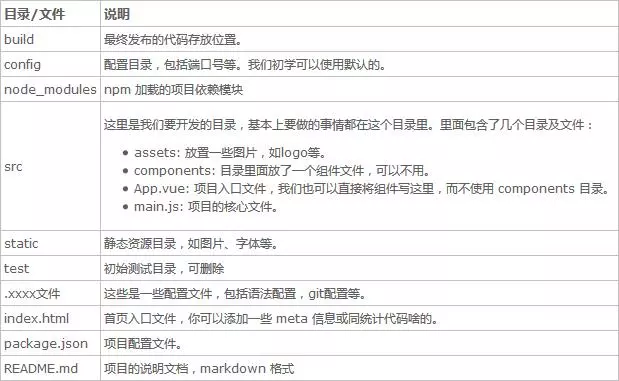 目录/文件 说明
build 最终发布的代码存放位置。
config 配置目录，包括端口号等。我们初学可以使用默认的。
node_modules npm 加载的项目依赖模块
这里是我们要开发的目录，基本上要做的事情都在这个目录里。里面包含了几个目录及文件：
src
• assets: 放置一些图片，如logo等。
• components: 目录里面放了一个组件文件，可以不用。
• App.vue: 项目入口文件，我们也可以直接将组件写这里，而不使用 components 目录。
• main.js: 项目的核心文件。
static 静态资源目录，如图片、字体等。
test 初始测试目录，可删除
.xxxx文件 这些是一些配置文件，包括语法配置，git配置等。
index.html 首页入口文件，你可以添加一些 meta 信息或同统计代码啥的。
package.json 项目配置文件。
README.md 项目的说明文档，markdown 格式